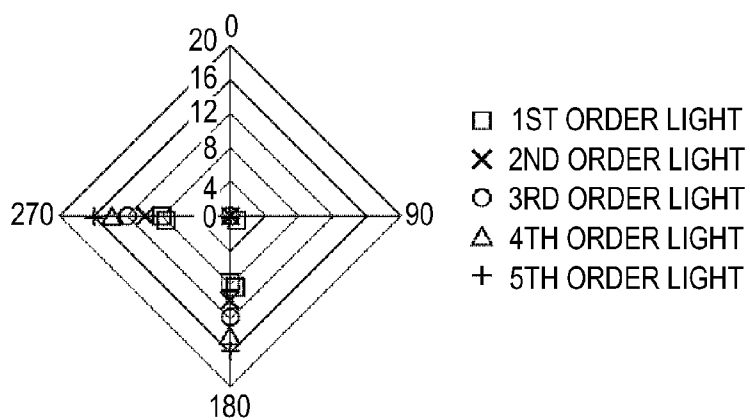 0
20
16
12
8
4
0
270
90
180
1ST ORDER LIGHT
2ND ORDER LIGHT
3RD ORDER LIGHT
4TH ORDER LIGHT
5TH ORDER LIGHT